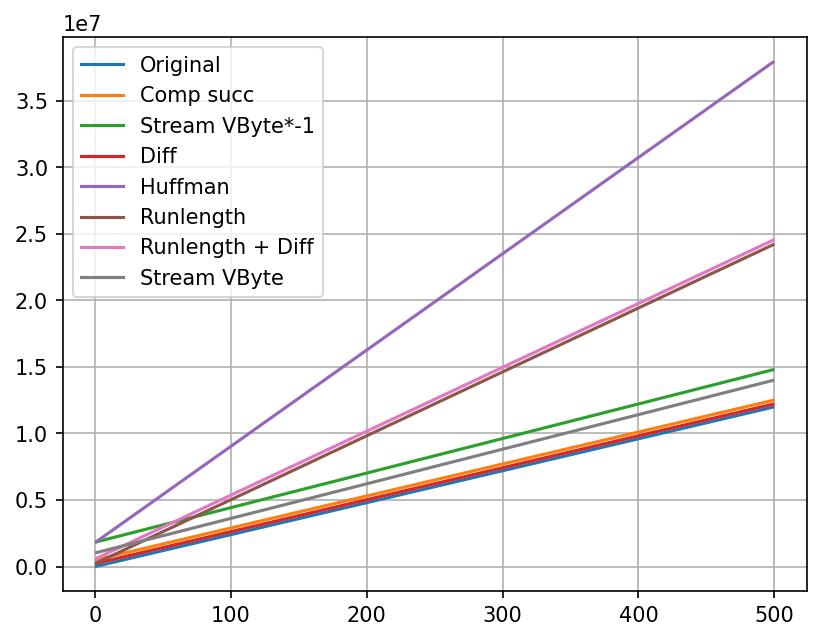 1e7
Original
Comp succ
Stream VByte*-1
Diff
Huffman
Runlength
Runlength + Diff
Stream VByte
3.5
3.0
2.5
2.0
1.5
1.0
0.5
0.0
0 100 200 300 400 500